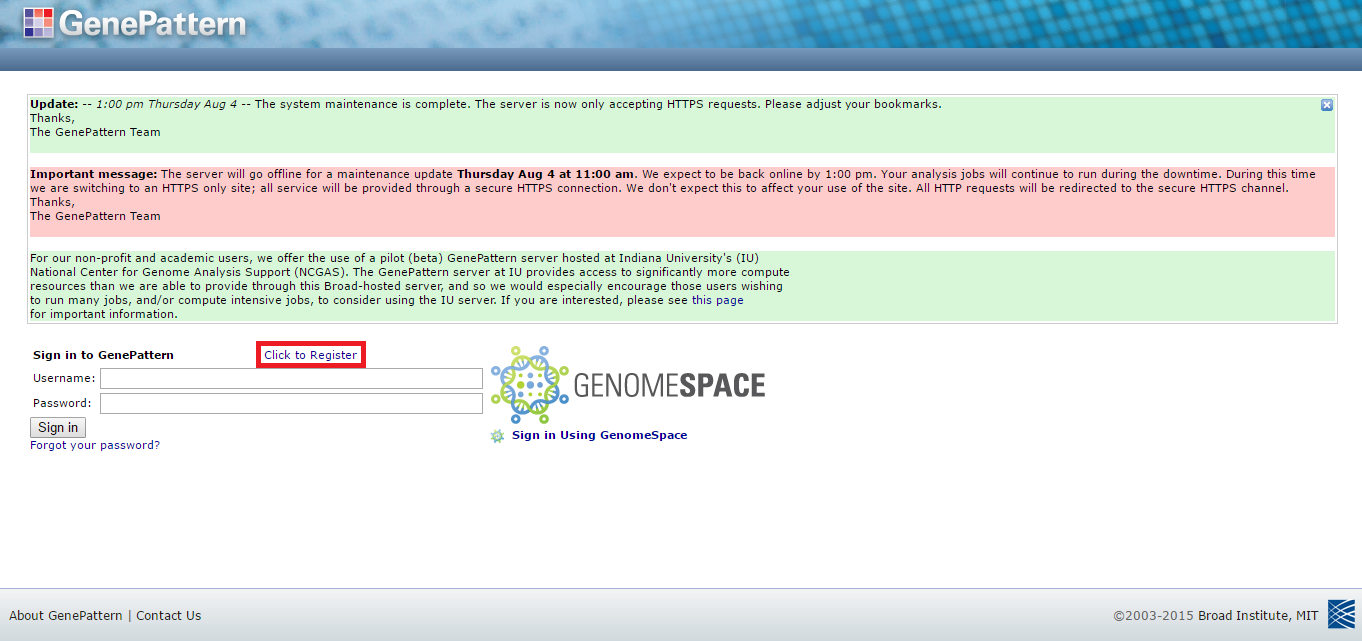 GenePattern
Update: -- 1:00 pm Thursday Aug 4 -- The system maintenance is complete. The server is now only accepting HTTPS requests. Please adjust your bookmarks.
Thanks,
The GenePattern Team
Important message: The server will go offline for a maintenance update Thursday Aug 4 at 11:00 am. We expect to be back online by 1:00 pm. Your analysis jobs will continue to run during the downtime. During this time
we are switching to an HTTPS only site; all service will be provided through a secure HTTPS connection. We don't expect this to affect your use of the site. All HTTP requests will be redirected to the secure HTTPS channel.
Thanks,
The GenePattern Team
For our non-profit and academic users, we offer the use of a pilot (beta) GenePattern server hosted at Indiana University's (IU)
National Center for Genome Analysis Support (NCGAS). The GenePattern server at IU provides access to significantly more compute
resources than we are able to provide through this Broad-hosted server, and so we would especially encourage those users wishing
to run many jobs, and/or compute intensive jobs, to consider using the IU server. If you are interested, please see this page
for important information.
Sign in to GenePattern
Click to Register
Username:
Password:
Sign in
Forgot your password?
GENOMESPACE
Sign in Using GenomeSpace
About GenePattern | Contact Us
©2003-2015 Broad Institute, MIT